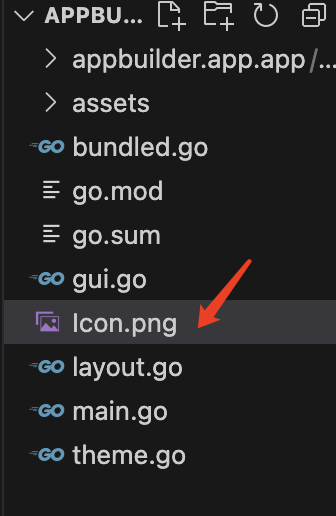 APPBU...
appbuilder.app.app/...
assets
GO bundled.go
go.mod
go.sum
GO gui.go
Icon.png
GO layout.go
GO main.go
GO theme.go